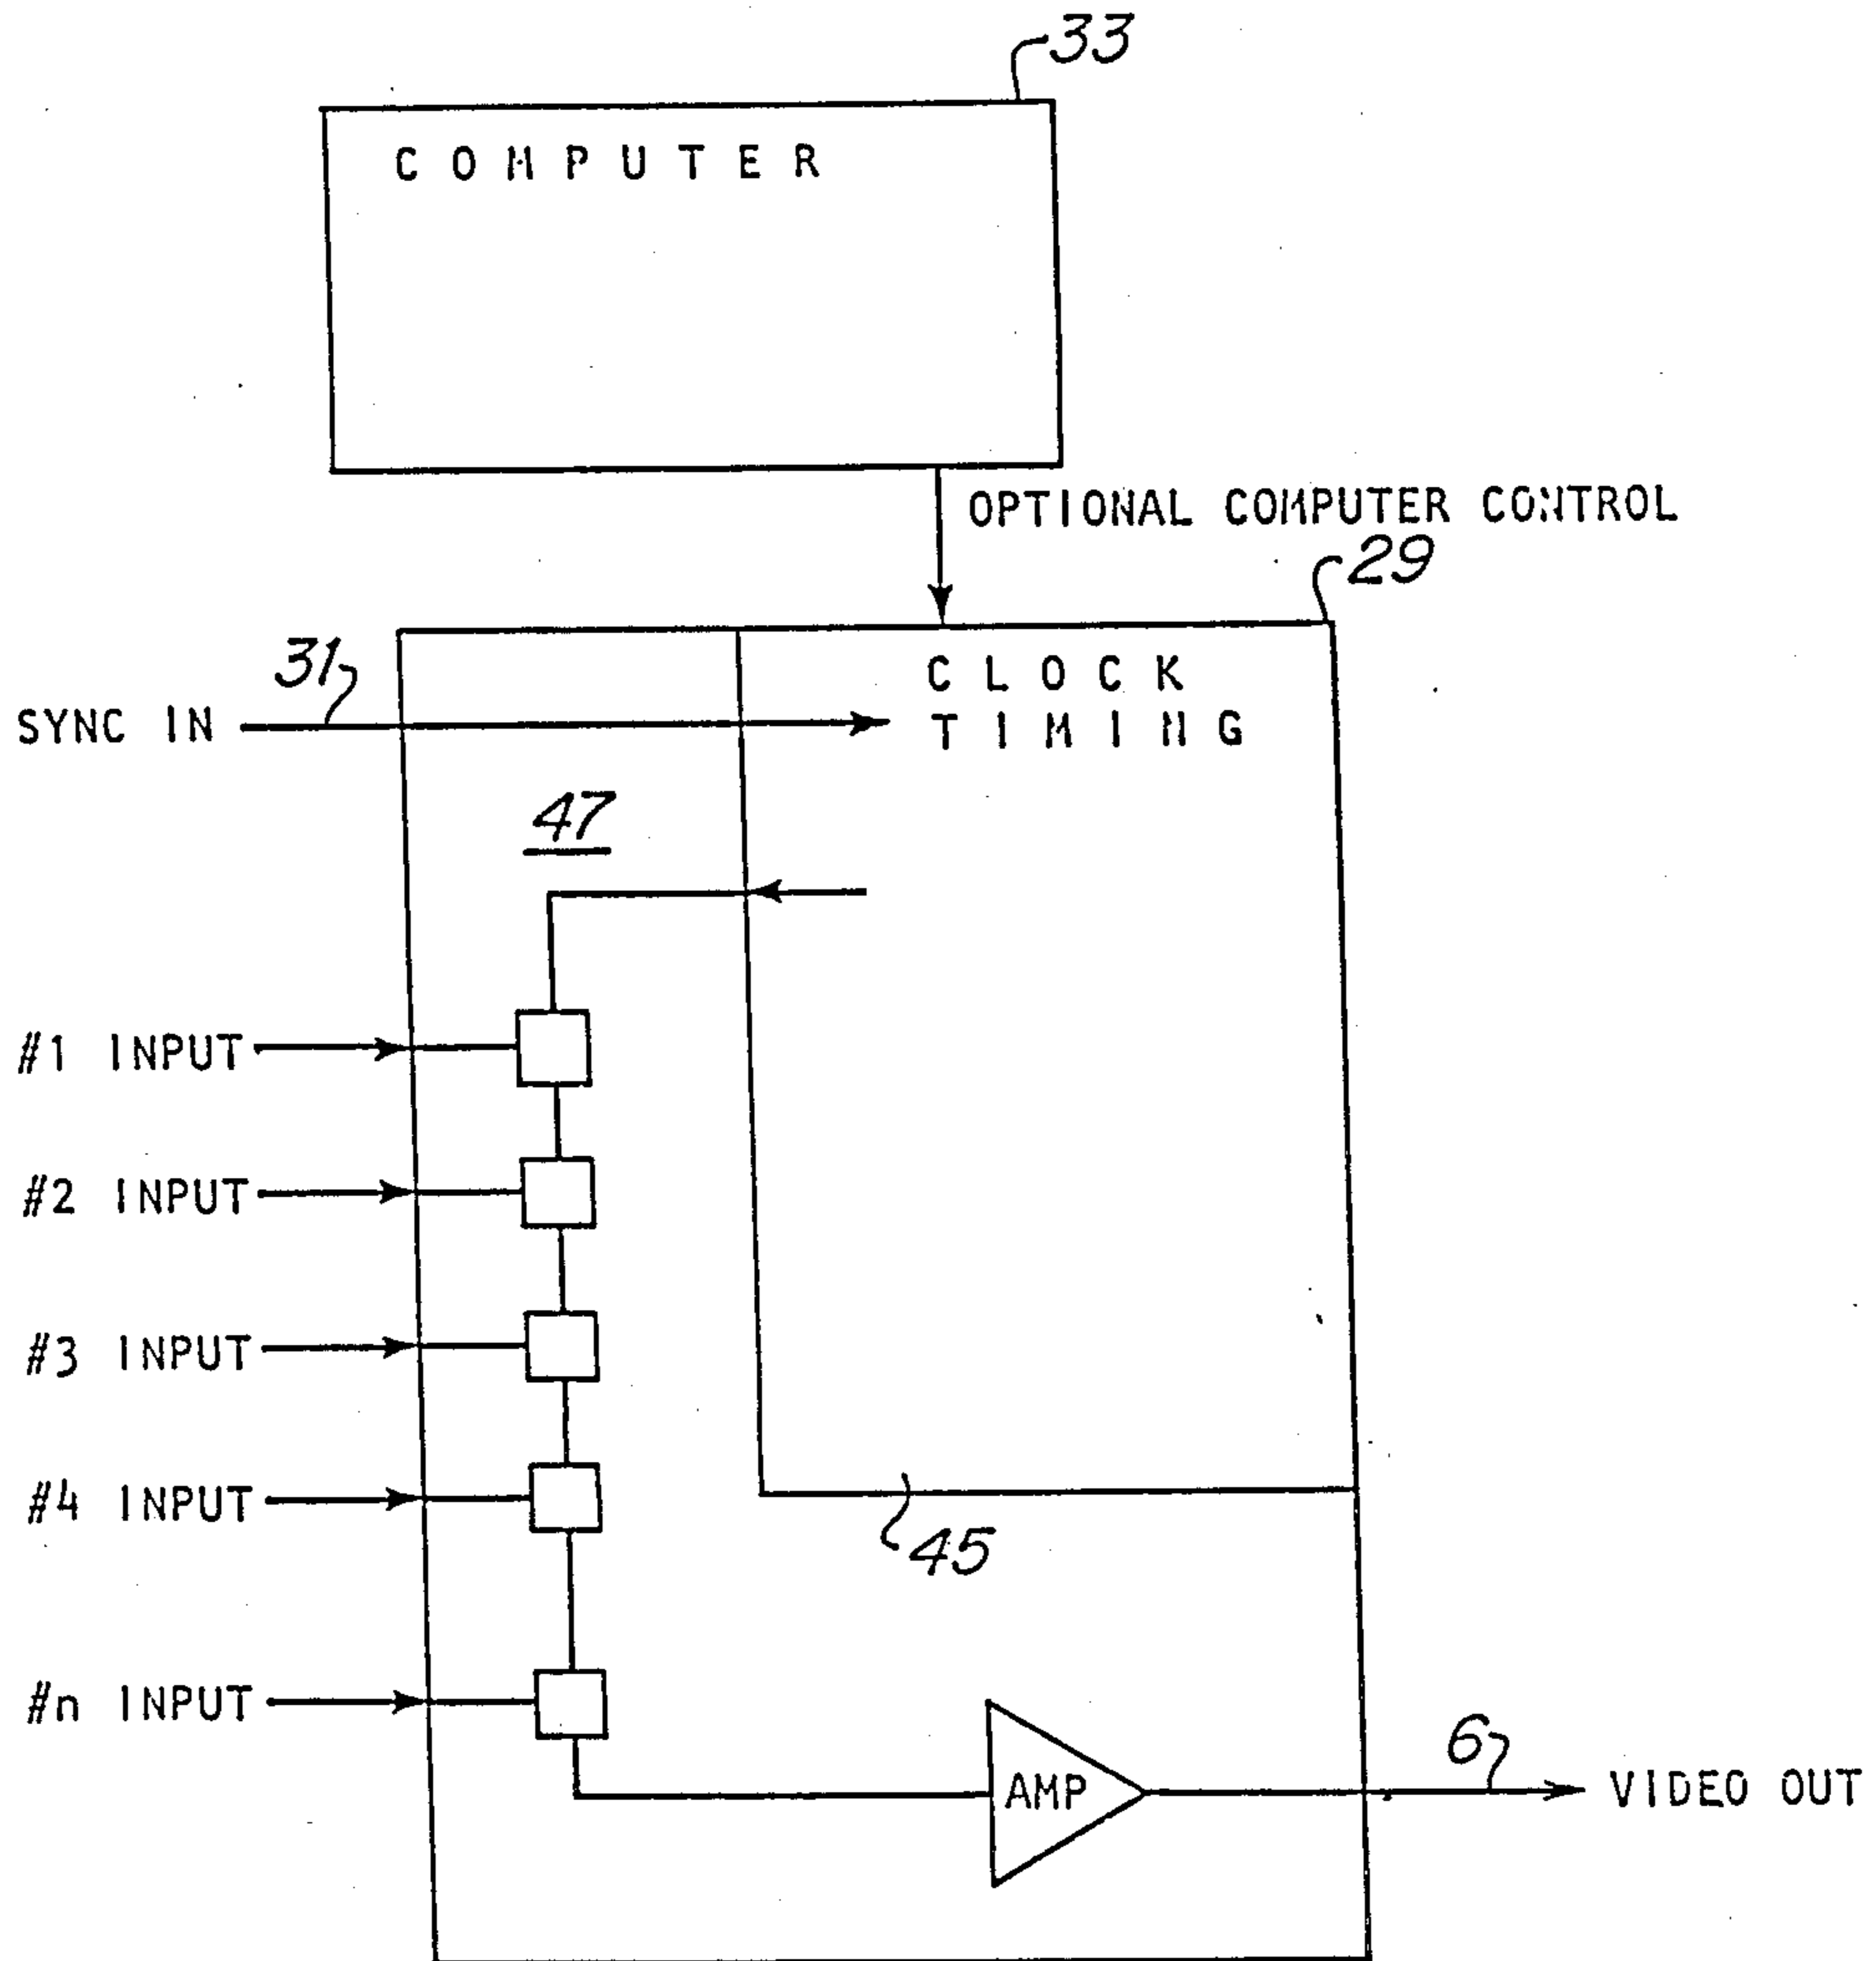 33
COMPUTER
OPTIONAL COMPUTER CONTROL
29
31
SYNC IN
CLOCK
TIMING
47
#1 INPUT
#2 INPUT
#3 INPUT
#4 INPUT
45
#n INPUT
AMP
6
VIDEO OUT